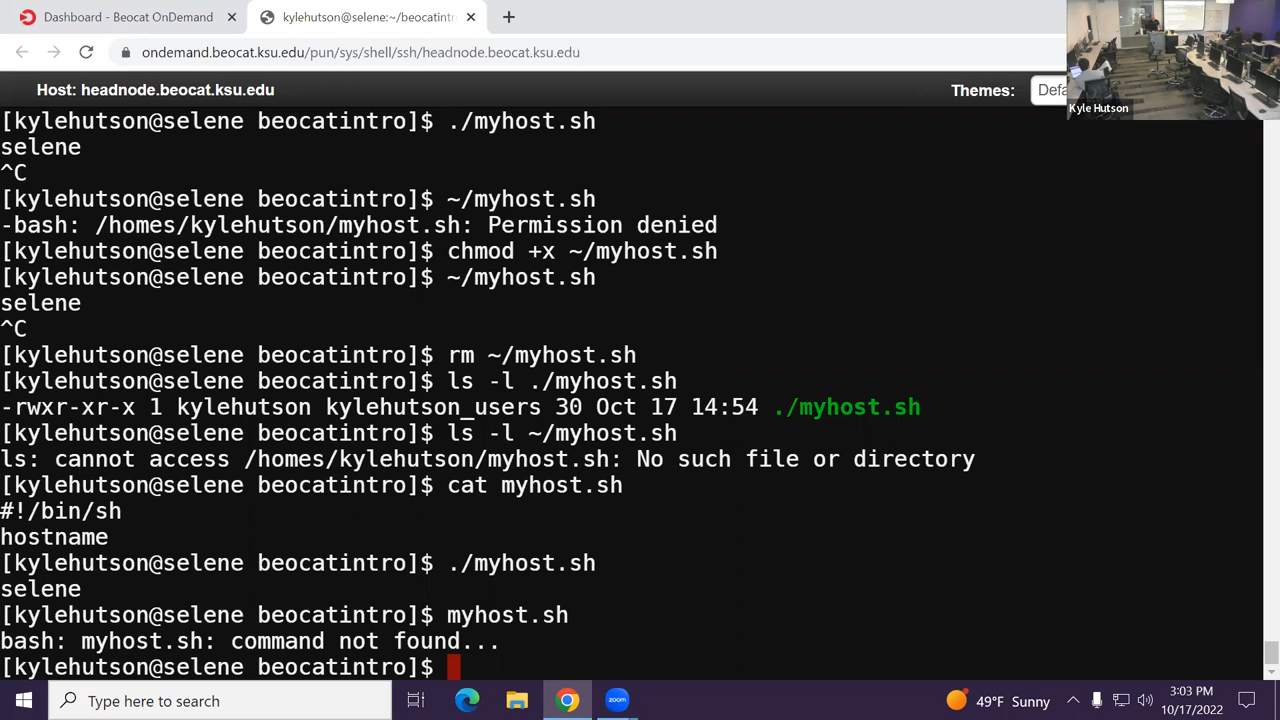 Dashboard - Beocat OnDemand
kylehutson@selene:~/beocatintr
ondemand.beocat.ksu.edu/pun/sys/shell/ssh/headnode.beocat.ksu.edu
Host: headnode.beocat.ksu.edu
Themes:
Defa
Kyle Hutson
[kylehutson@selene beocatintro]$ ./myhost.sh
selene
^C
[kylehutson@selene beocatintro]$ ~/myhost.sh
-bash: /homes/kylehutson/myhost.sh: Permission denied
[kylehutson@selene beocatintro]$ chmod +x ~/myhost.sh
[kylehutson@selene beocatintro]$ ~/myhost.sh
selene
^C
[kylehutson@selene beocatintro]$ rm ~/myhost.sh
[kylehutson@selene beocatintro]$ ls -l ./myhost.sh
-rwxr-xr-x 1 kylehutson kylehutson_users 30 Oct 17 14:54 ./myhost.sh
[kylehutson@selene beocatintro]$ ls -l ~/myhost.sh
ls: cannot access /homes/kylehutson/myhost.sh: No such file or directory
[kylehutson@selene beocatintro]$ cat myhost.sh
#!/bin/sh
hostname
[kylehutson@selene beocatintro]$ ./myhost.sh
selene
[kylehutson@selene beocatintro]$ myhost.sh
bash: myhost.sh: command not found...
[kylehutson@selene beocatintro]$
Type here to search
zoom
49°F Sunny
3:03 PM
10/17/2022